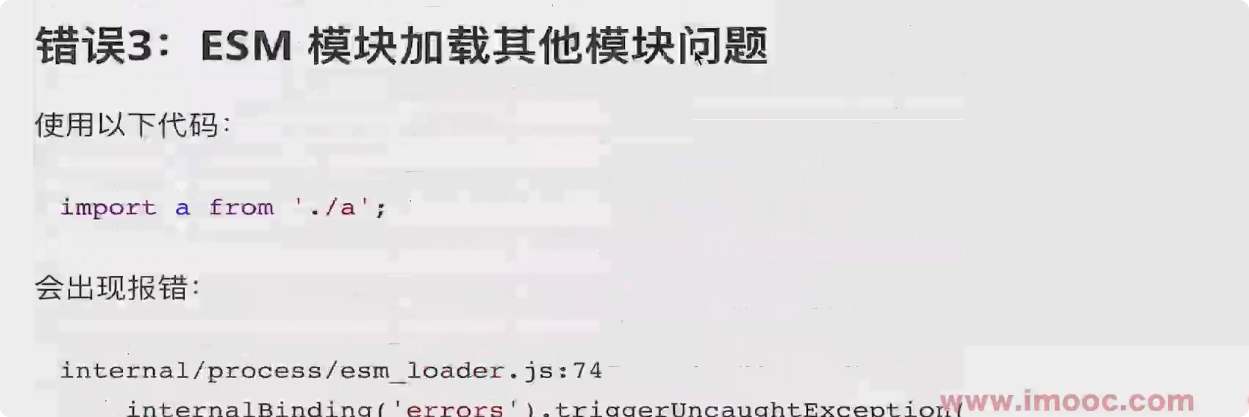 错误3：ESM 模块加载其他模块问题
使用以下代码：
import a from './a';
会出现报错：
internal/process/esm_loader.js:74
internalBinding('errors').triggerUncaughtException(
www.imooc.com